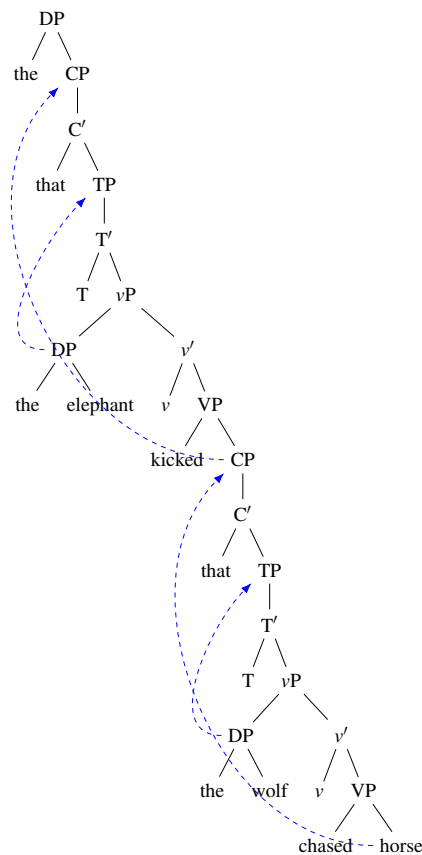 DP
the CP
C′
that TP
T′
T vP
DP v′
the elephant v VP
kicked CP
C′
that TP
T′
T vP
DP v′
the wolf v VP
chased horse